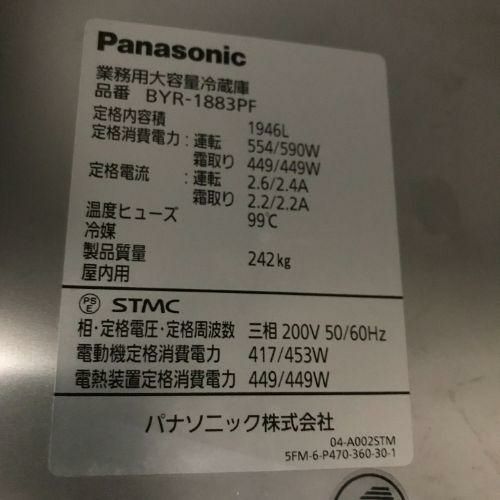 Panasonic
業務用大容量冷蔵庫
品番 BYR-1883PF
定格内容積 1946L
定格消費電力:運転 554/590W
霜取り 449/449W
定格電流 :運転 2.6/2.4A
霜取り 2.2/2.2A
温度ヒューズ 99℃
冷媒
製品質量 242kg
屋内用
PS E STMC
相・定格電圧・定格周波数 三相 200V 50/60Hz
電動機定格消費電力 417/453W
電熱装置定格消費電力 449/449W
パナソニック株式会社
04-A002STM
5FM-6-P470-360-30-1